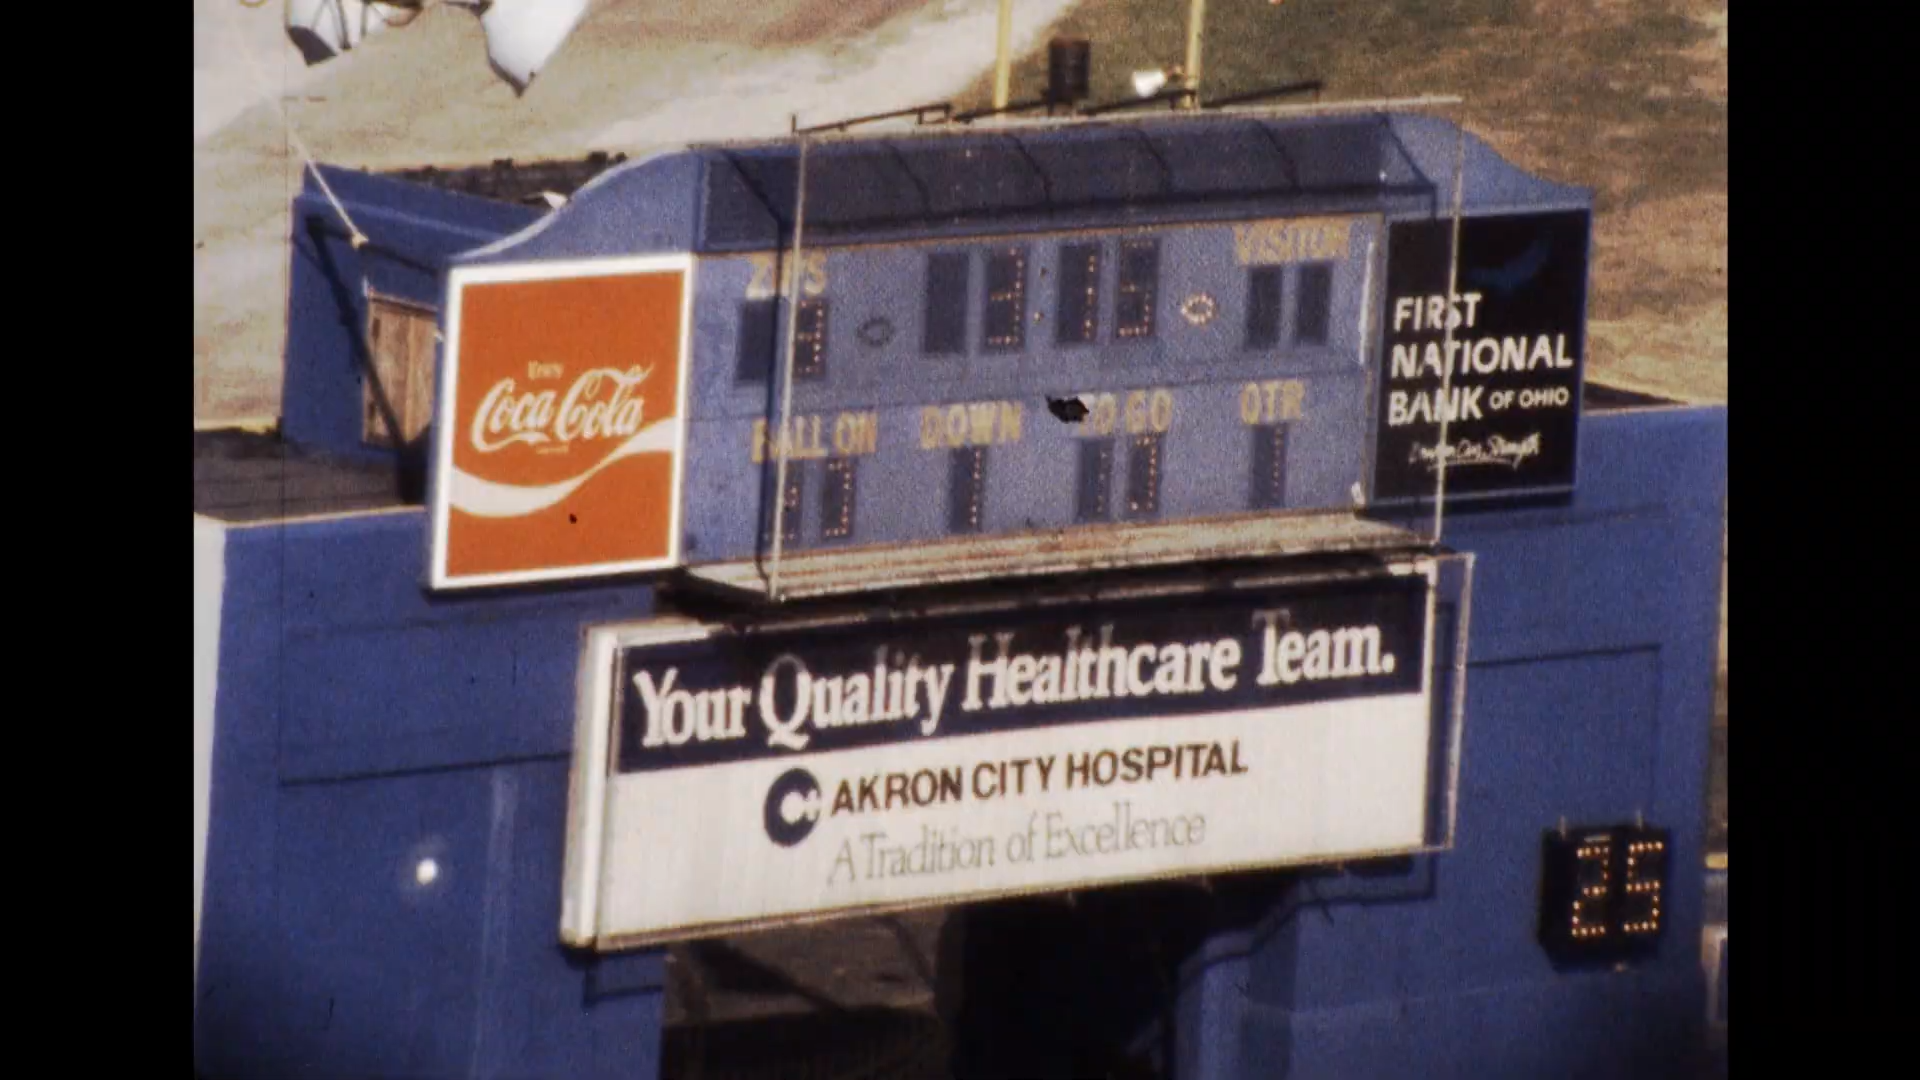 Enjoy
Coca-Cola
ZIPS
VISITOR
BALL ON
DOWN
TO GO
QTR
FIRST
NATIONAL
BANK OF OHIO
Your Quality Healthcare Team.
AKRON CITY HOSPITAL
A Tradition of Excellence
25